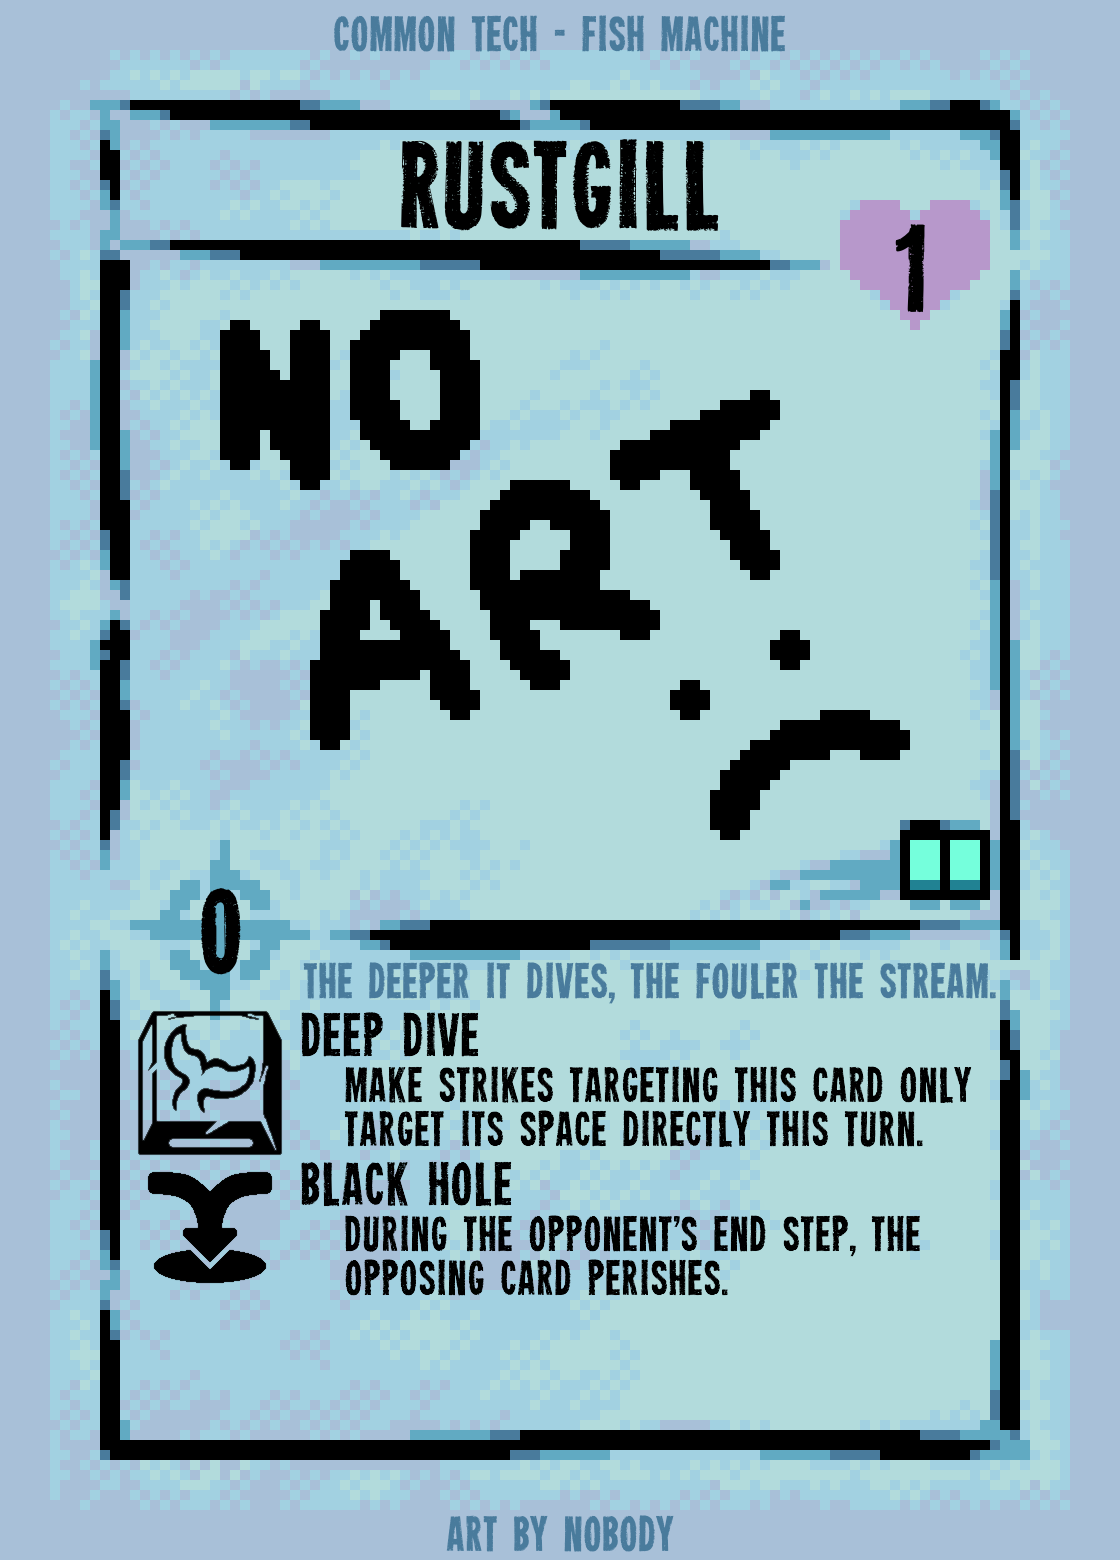 COMMON TECH - FISH MACHINE
RUSTGILL
1
NO
ART
:(
0
THE DEEPER IT DIVES, THE FOULER THE STREAM.
DEEP DIVE
MAKE STRIKES TARGETING THIS CARD ONLY
TARGET ITS SPACE DIRECTLY THIS TURN.
BLACK HOLE
DURING THE OPPONENT'S END STEP, THE
OPPOSING CARD PERISHES.
ART BY NOBODY